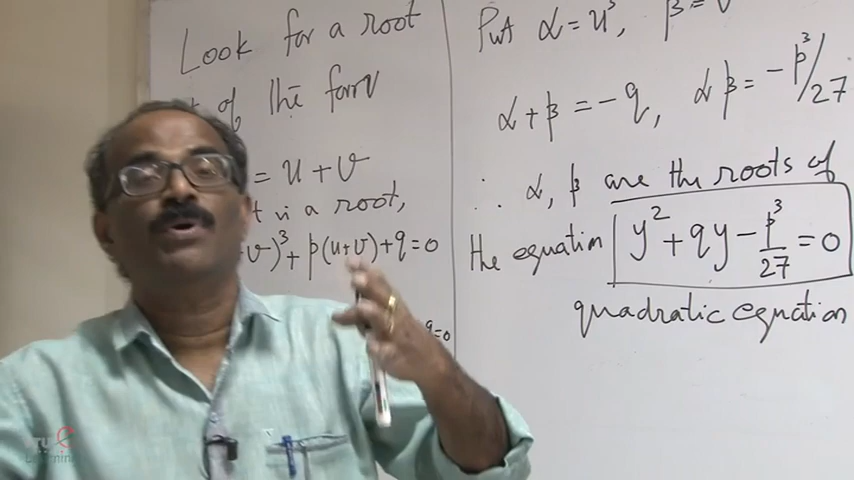 Look for a root
of the form
= u + v
is a root,
v)³ + p(u+v) + q = 0
q=0
Put α = u³, β = v
α + β = -q, αβ = -p³/27
∴ α, β are the roots of
the equation y² + qy - p³/27 = 0
quadratic equation